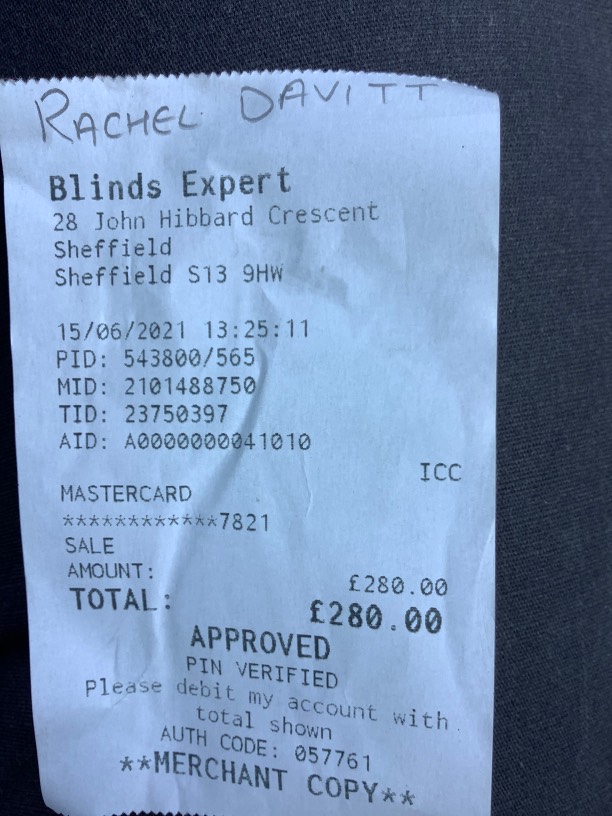 RACHEL DAVITT
Blinds Expert
28 John Hibbard Crescent
Sheffield
Sheffield S13 9HW
15/06/2021 13:25:11
PID: 543800/565
MID: 2101488750
TID: 23750397
AID: A0000000041010
ICC
MASTERCARD
************7821
SALE
AMOUNT: £280.00
TOTAL: £280.00
APPROVED
PIN VERIFIED
Please debit my account with
total shown
AUTH CODE: 057761
**MERCHANT COPY**